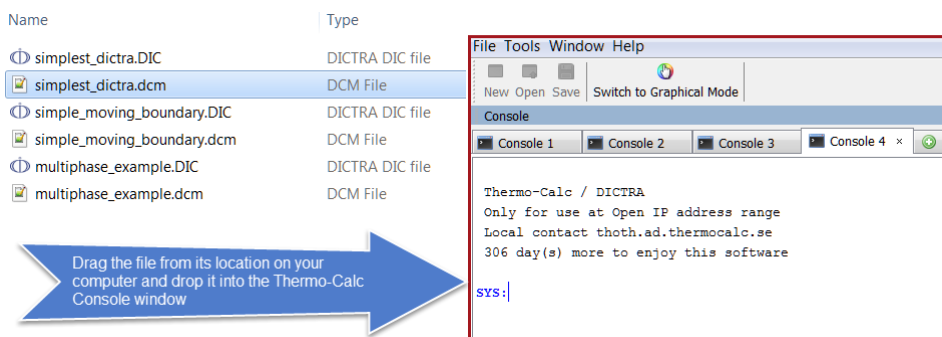 Name Type
simplest_dictra.DIC DICTRA DIC file
simplest_dictra.dcm DCM File
simple_moving_boundary.DIC DICTRA DIC file
simple_moving_boundary.dcm DCM File
multiphase_example.DIC DICTRA DIC file
multiphase_example.dcm DCM File
Drag the file from its location on your
computer and drop it into the Thermo-Calc
Console window
File Tools Window Help
New Open Save Switch to Graphical Mode
Console
Console 1 Console 2 Console 3 Console 4 ×
Thermo-Calc / DICTRA
Only for use at Open IP address range
Local contact thoth.ad.thermocalc.se
306 day(s) more to enjoy this software
SYS: